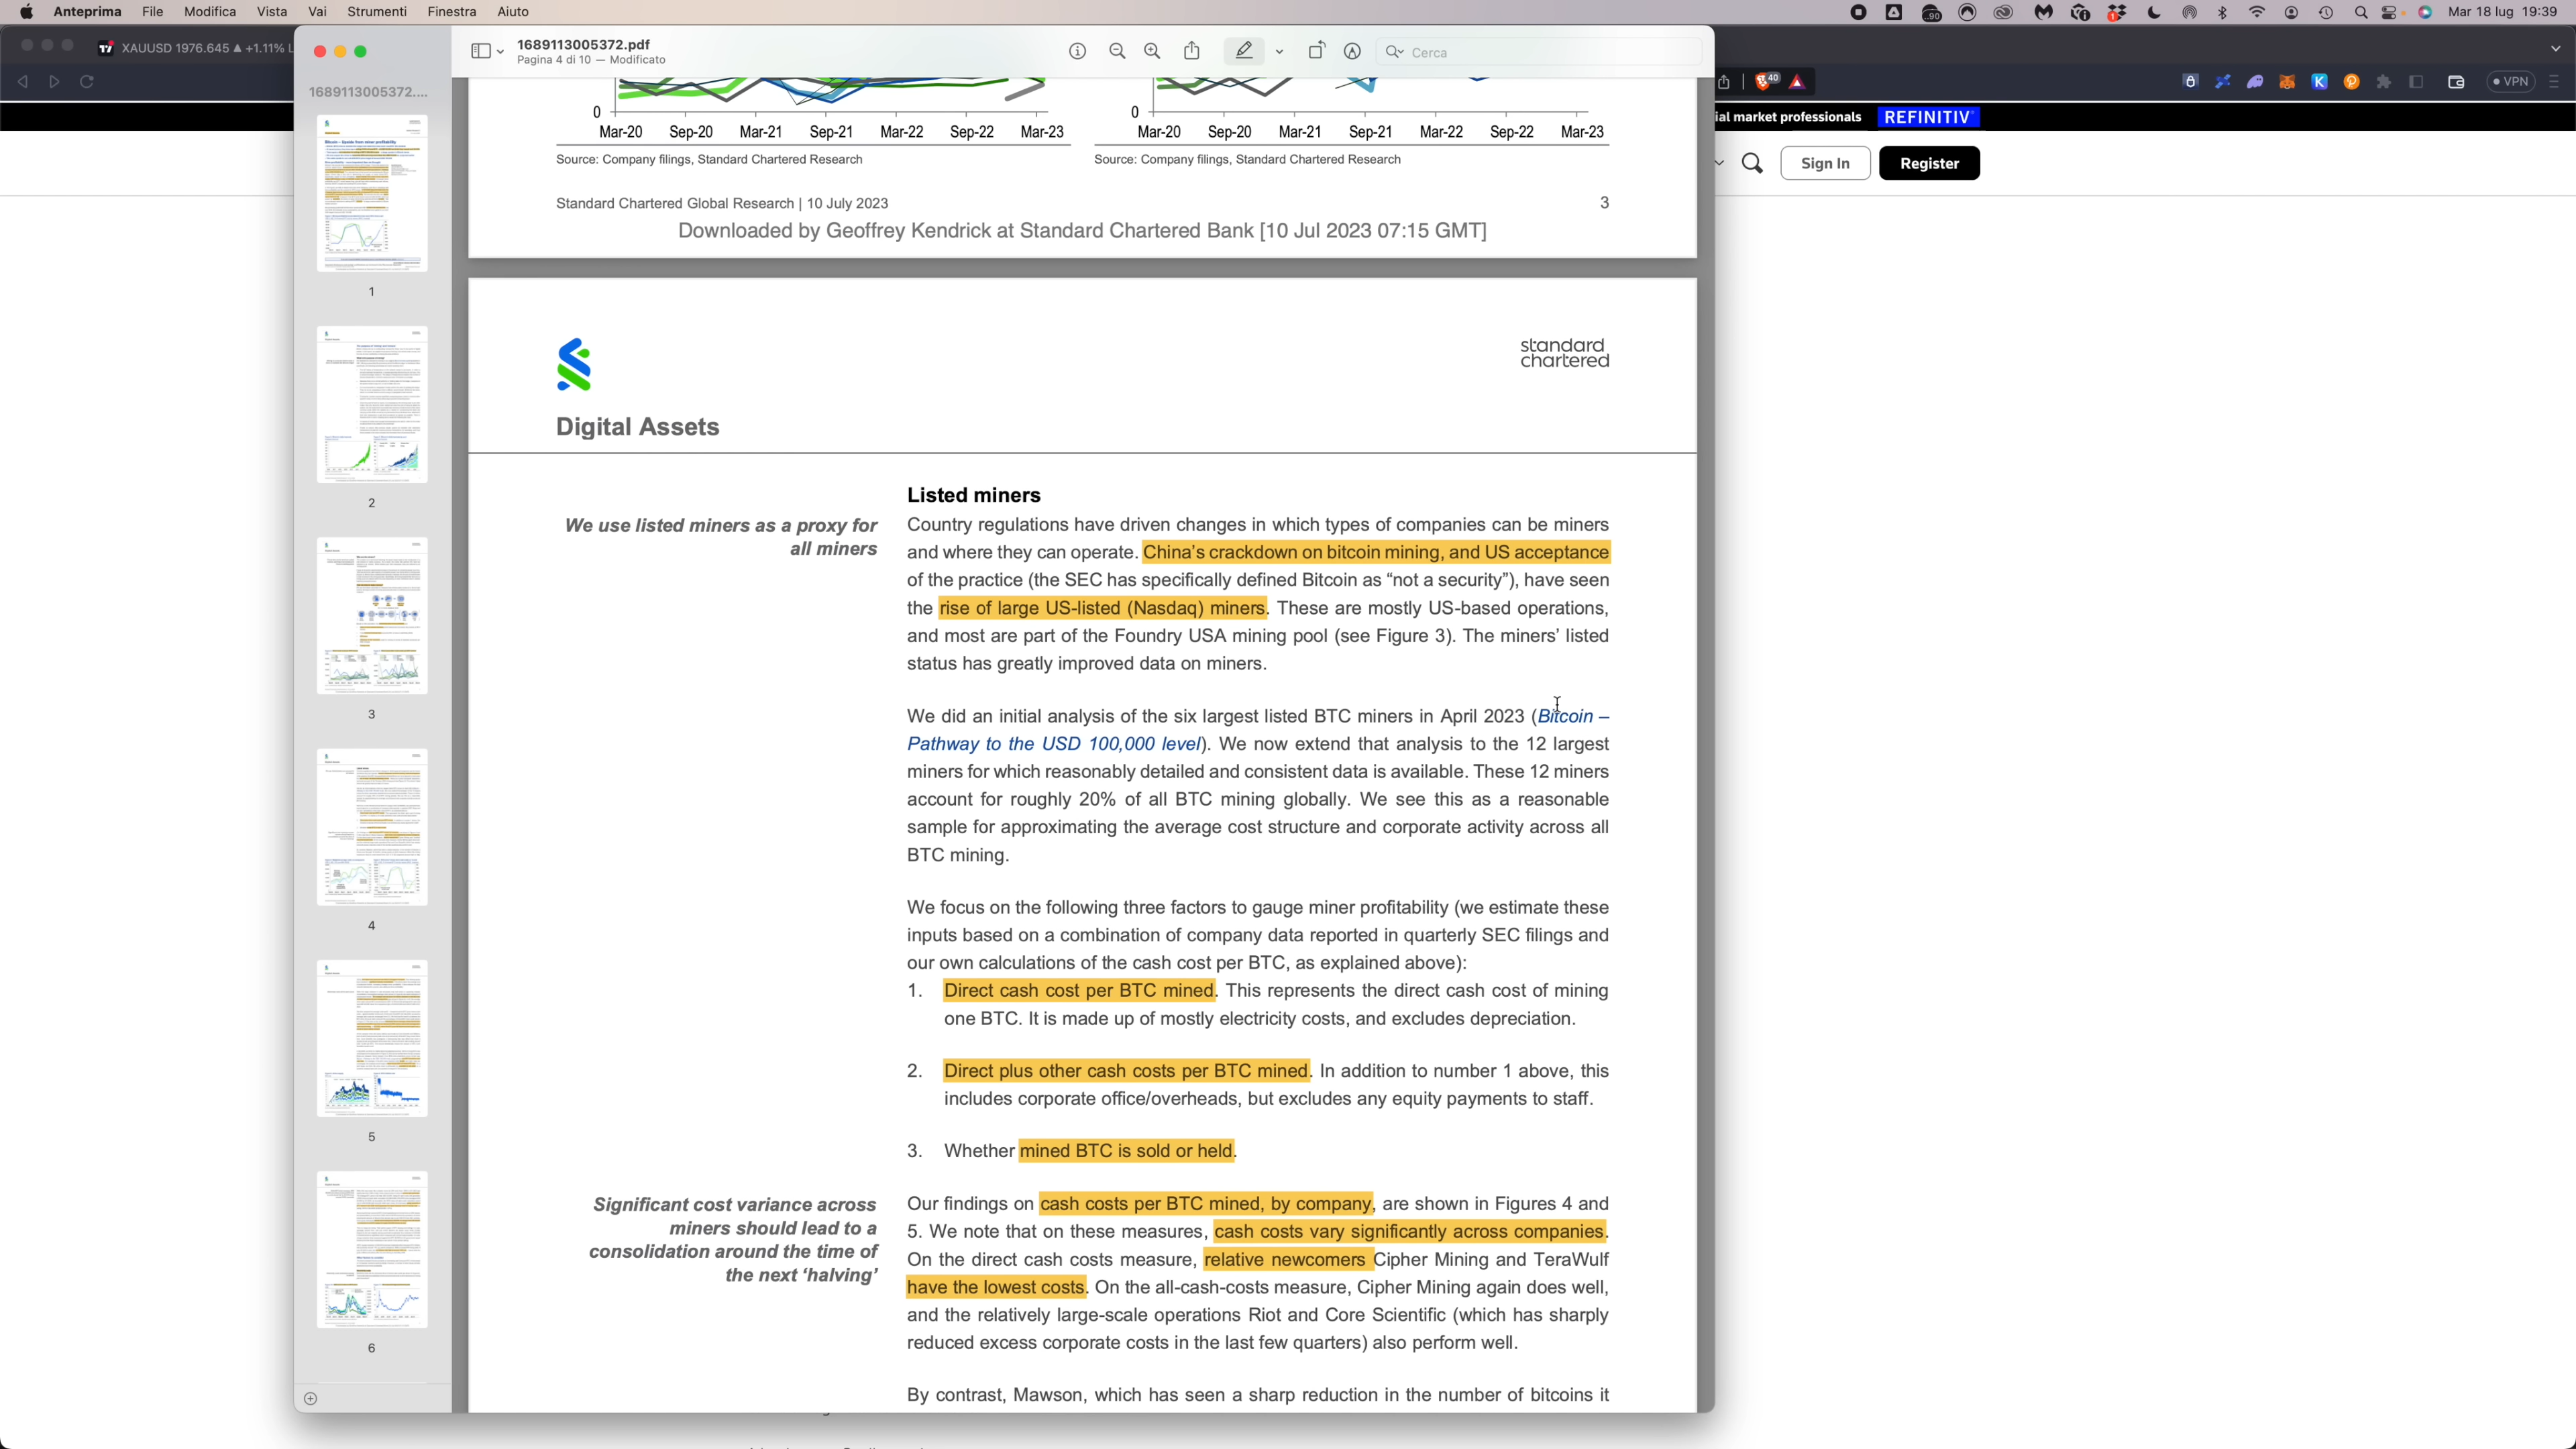 Anteprima File Modifica Vista Vai Strumenti Finestra Aiuto
Mar 18 lug 19:39
XAUUSD 1976.645 ▲ +1.11% L
1689113005372.pdf
Pagina 4 di 10 — Modificato
Cerca
1689113005372....
VPN
ial market professionals REFINITIV
Sign In
Register
1
2
3
4
5
6
0
Mar-20 Sep-20 Mar-21 Sep-21 Mar-22 Sep-22 Mar-23
Source: Company filings, Standard Chartered Research
0
Mar-20 Sep-20 Mar-21 Sep-21 Mar-22 Sep-22 Mar-23
Source: Company filings, Standard Chartered Research
Standard Chartered Global Research | 10 July 2023
3
Downloaded by Geoffrey Kendrick at Standard Chartered Bank [10 Jul 2023 07:15 GMT]
standard
chartered
Digital Assets
Listed miners
We use listed miners as a proxy for
all miners
Country regulations have driven changes in which types of companies can be miners
and where they can operate. China's crackdown on bitcoin mining, and US acceptance
of the practice (the SEC has specifically defined Bitcoin as “not a security”), have seen
the rise of large US-listed (Nasdaq) miners. These are mostly US-based operations,
and most are part of the Foundry USA mining pool (see Figure 3). The miners’ listed
status has greatly improved data on miners.
We did an initial analysis of the six largest listed BTC miners in April 2023 (Bitcoin –
Pathway to the USD 100,000 level). We now extend that analysis to the 12 largest
miners for which reasonably detailed and consistent data is available. These 12 miners
account for roughly 20% of all BTC mining globally. We see this as a reasonable
sample for approximating the average cost structure and corporate activity across all
BTC mining.
We focus on the following three factors to gauge miner profitability (we estimate these
inputs based on a combination of company data reported in quarterly SEC filings and
our own calculations of the cash cost per BTC, as explained above):
1. Direct cash cost per BTC mined. This represents the direct cash cost of mining
one BTC. It is made up of mostly electricity costs, and excludes depreciation.
2. Direct plus other cash costs per BTC mined. In addition to number 1 above, this
includes corporate office/overheads, but excludes any equity payments to staff.
3. Whether mined BTC is sold or held.
Significant cost variance across
miners should lead to a
consolidation around the time of
the next ‘halving’
Our findings on cash costs per BTC mined, by company, are shown in Figures 4 and
5. We note that on these measures, cash costs vary significantly across companies.
On the direct cash costs measure, relative newcomers Cipher Mining and TeraWulf
have the lowest costs. On the all-cash-costs measure, Cipher Mining again does well,
and the relatively large-scale operations Riot and Core Scientific (which has sharply
reduced excess corporate costs in the last few quarters) also perform well.
By contrast, Mawson, which has seen a sharp reduction in the number of bitcoins it